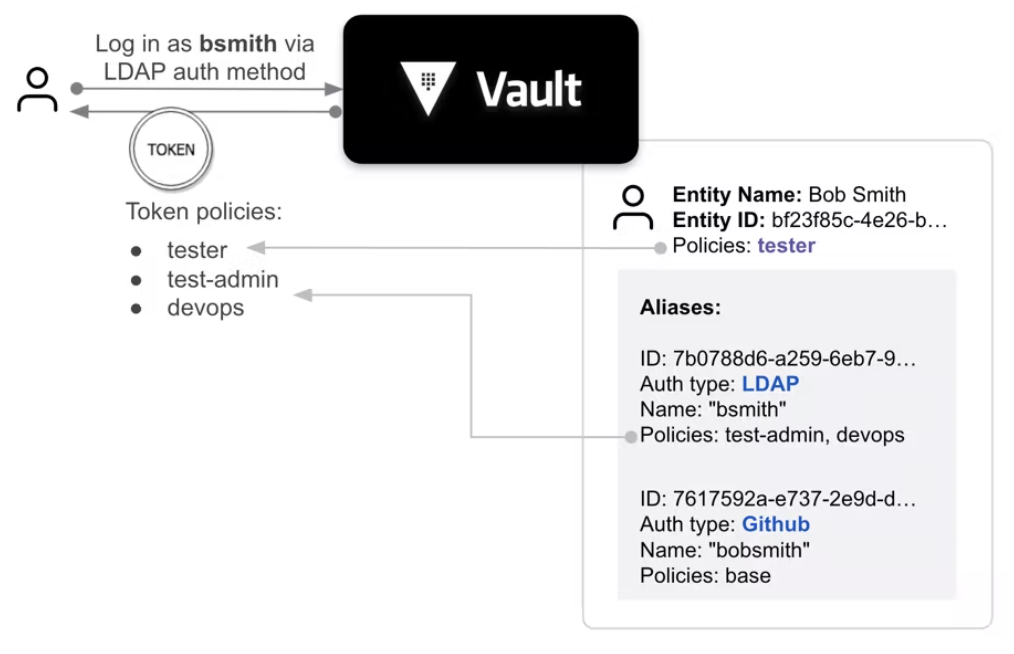 Log in as bsmith via
LDAP auth method
Vault
TOKEN
Token policies:
● tester
● test-admin
● devops
Entity Name: Bob Smith
Entity ID: bf23f85c-4e26-b...
Policies: tester
Aliases:
ID: 7b0788d6-a259-6eb7-9...
Auth type: LDAP
Name: "bsmith"
Policies: test-admin, devops
ID: 7617592a-e737-2e9d-d...
Auth type: Github
Name: "bobsmith"
Policies: base